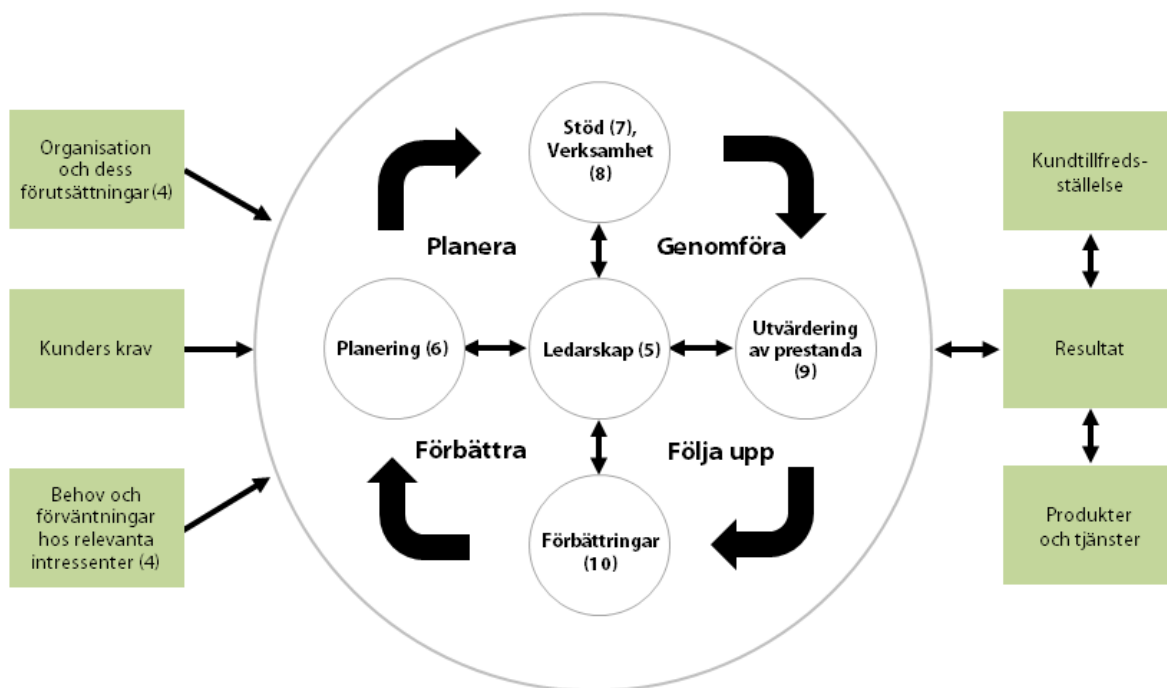 Organisation
och dess
förutsättningar (4)
Kunders krav
Behov och
förväntningar
hos relevanta
intressenter (4)
Stöd (7),
Verksamhet
(8)
Planera
Genomföra
Planering (6)
Ledarskap (5)
Utvärdering
av prestanda
(9)
Förbättra
Följa upp
Förbättringar
(10)
Kundtillfreds-
ställelse
Resultat
Produkter
och tjänster